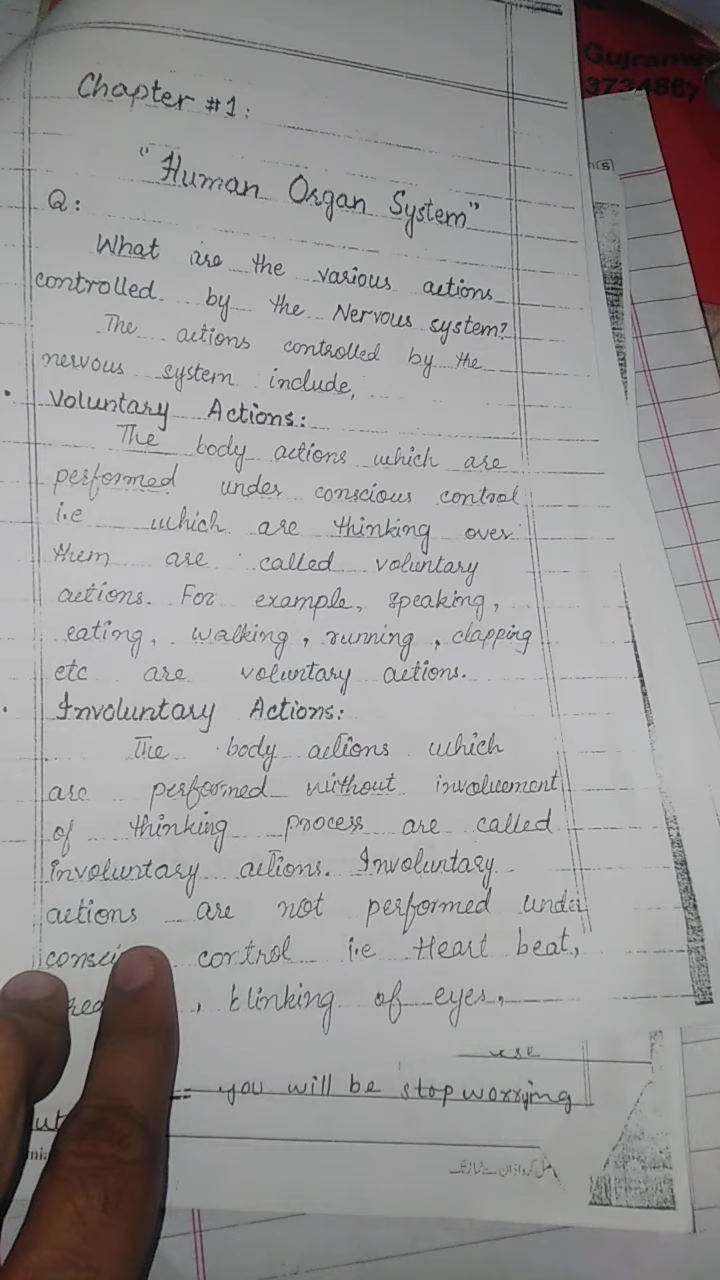 Gujranw
3734867
Chapter #1:
"Human Organ System"
Q:
What are the various actions
controlled by the Nervous system?
The actions controlled by the
nervous system include,
• Voluntary Actions:
The body actions which are
performed under conscious control
i.e which are thinking over
them are called voluntary
actions. For example, speaking,
eating, walking, running, clapping
etc are voluntary actions.
• Involuntary Actions:
The body actions which
are performed without involvement
of thinking process are called
involuntary actions. Involuntary
actions are not performed under
control i.e Heart beat,
, blinking of eyes,
use
== you will be stop worrying